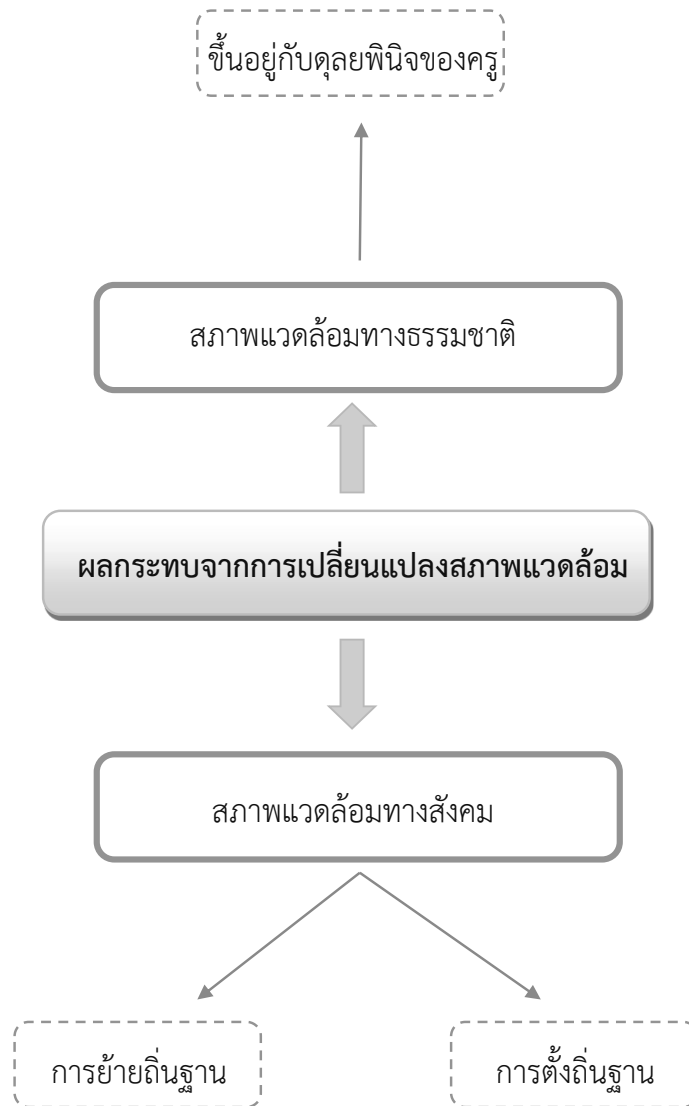 ขึ้นอยู่กับดุลยพินิจของครู
สภาพแวดล้อมทางธรรมชาติ
ผลกระทบจากการเปลี่ยนแปลงสภาพแวดล้อม
สภาพแวดล้อมทางสังคม
การย้ายถิ่นฐาน
การตั้งถิ่นฐาน